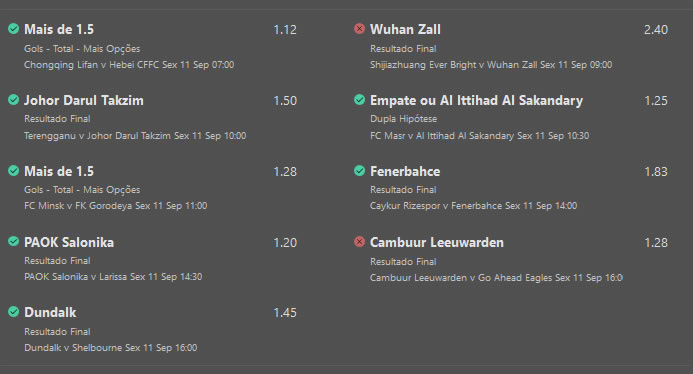 Mais de 1.5 1.12
Gols - Total - Mais Opções
Chongqing Lifan v Hebei CFFC Sex 11 Sep 07:00
Wuhan Zall 2.40
Resultado Final
Shijiazhuang Ever Bright v Wuhan Zall Sex 11 Sep 09:00
Johor Darul Takzim 1.50
Resultado Final
Terengganu v Johor Darul Takzim Sex 11 Sep 10:00
Empate ou Al Ittihad Al Sakandary 1.25
Dupla Hipótese
FC Masr v Al Ittihad Al Sakandary Sex 11 Sep 10:30
Mais de 1.5 1.28
Gols - Total - Mais Opções
FC Minsk v FK Gorodeya Sex 11 Sep 11:00
Fenerbahce 1.83
Resultado Final
Caykur Rizespor v Fenerbahce Sex 11 Sep 14:00
PAOK Salonika 1.20
Resultado Final
PAOK Salonika v Larissa Sex 11 Sep 14:30
Cambuur Leeuwarden 1.28
Resultado Final
Cambuur Leeuwarden v Go Ahead Eagles Sex 11 Sep 16:0
Dundalk 1.45
Resultado Final
Dundalk v Shelbourne Sex 11 Sep 16:00